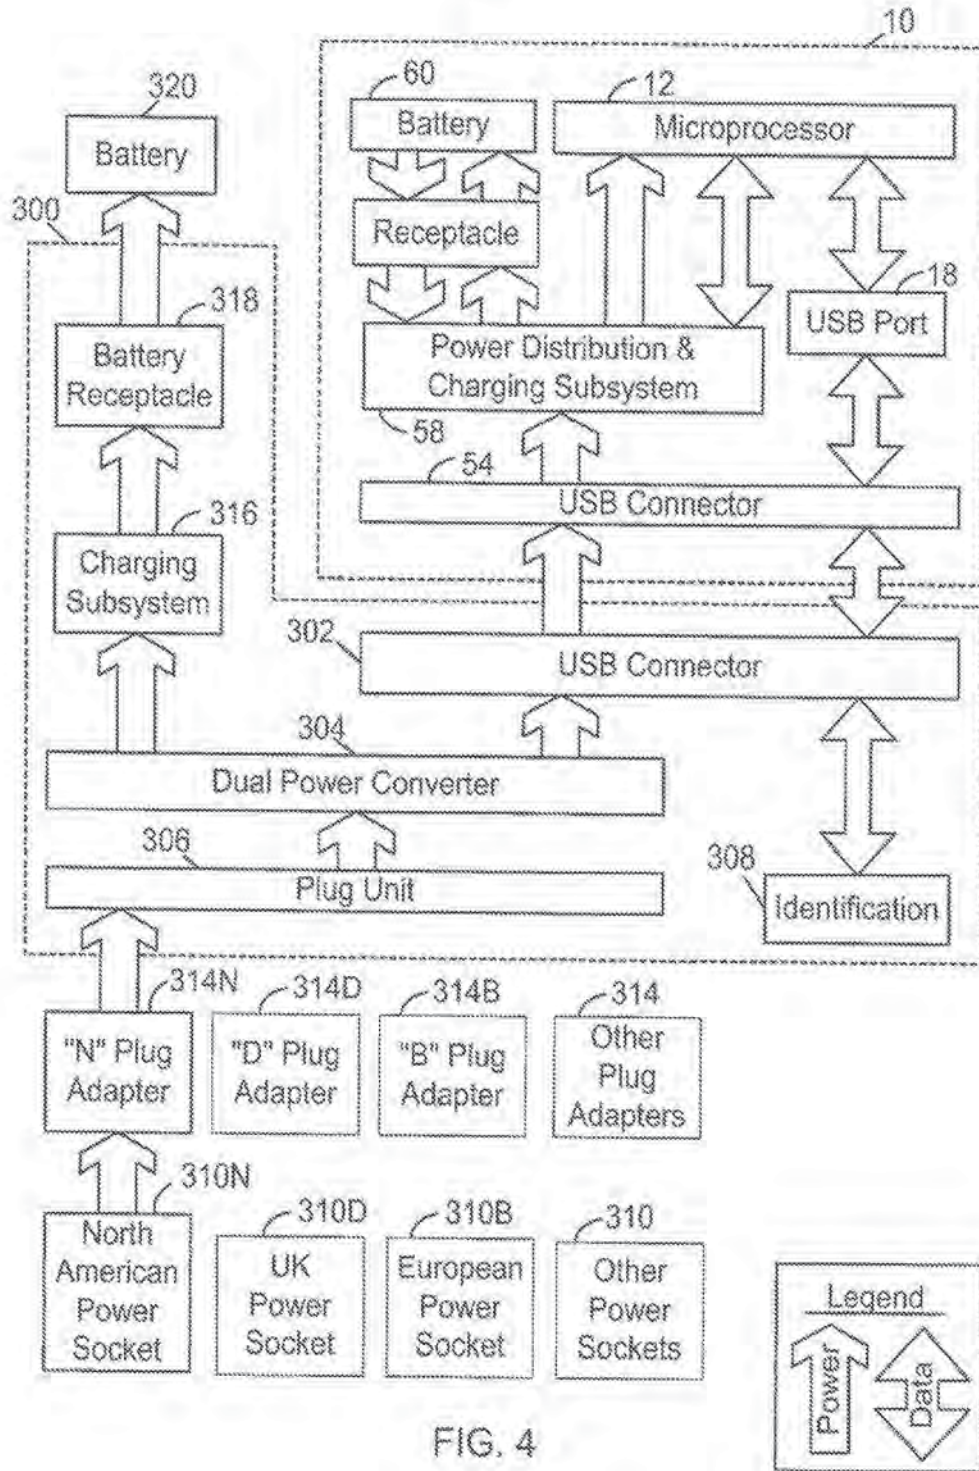 10
320
Battery
60
Battery
12
Microprocessor
300
Receptacle
318
Battery
Receptacle
18
USB Port
Power Distribution &
Charging Subsystem
58
54
USB Connector
316
Charging
Subsystem
302
USB Connector
304
Dual Power Converter
306
Plug Unit
308
Identification
314N
"N" Plug
Adapter
314D
"D" Plug
Adapter
314B
"B" Plug
Adapter
314
Other
Plug
Adapters
310N
North
American
Power
Socket
310D
UK
Power
Socket
310B
European
Power
Socket
310
Other
Power
Sockets
Legend
Power
Data
FIG. 4